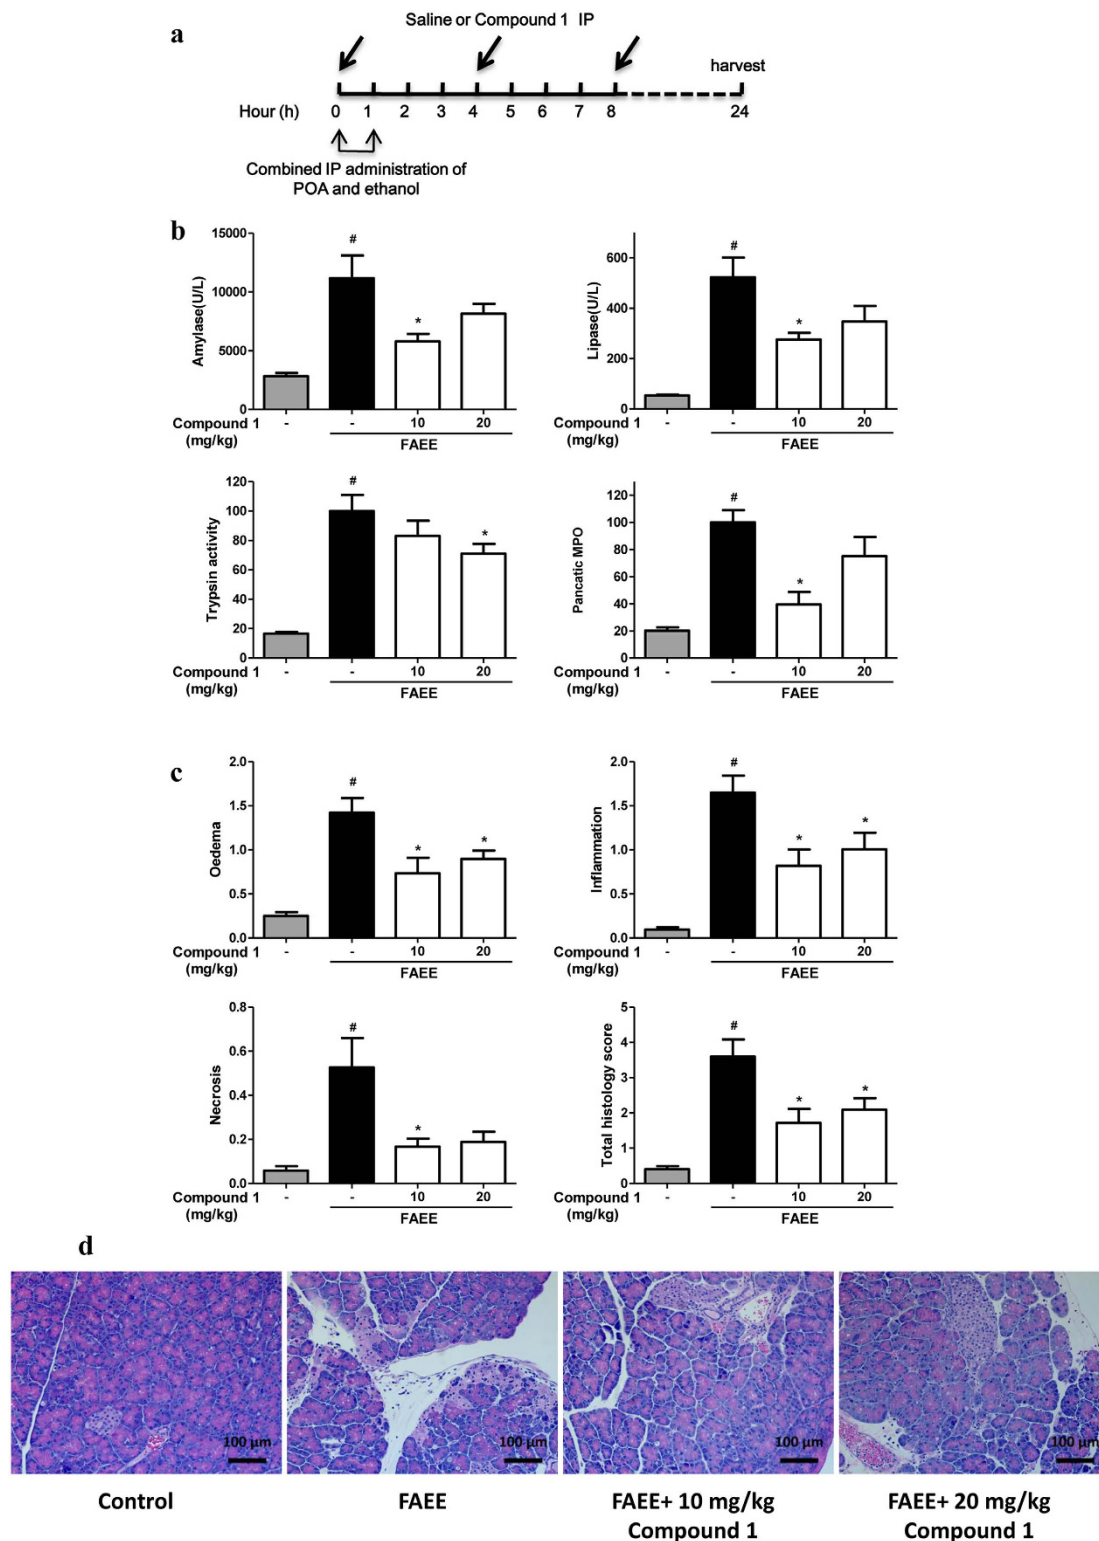 a
Saline or Compound 1 IP
harvest
Hour (h) 0 1 2 3 4 5 6 7 8 24
Combined IP administration of
POA and ethanol
b
15000
10000
5000
0
Amylase(U/L)
#
*
Compound 1
(mg/kg)
- - 10 20
FAEE
600
400
200
0
Lipase(U/L)
#
*
Compound 1
(mg/kg)
- - 10 20
FAEE
120
100
80
60
40
20
0
Trypsin activity
#
*
Compound 1
(mg/kg)
- - 10 20
FAEE
120
100
80
60
40
20
0
Pancatic MPO
#
*
Compound 1
(mg/kg)
- - 10 20
FAEE
c
2.0
1.5
1.0
0.5
0.0
Oedema
#
*
*
Compound 1
(mg/kg)
- - 10 20
FAEE
2.0
1.5
1.0
0.5
0.0
Inflammation
#
*
*
Compound 1
(mg/kg)
- - 10 20
FAEE
0.8
0.6
0.4
0.2
0.0
Necrosis
#
*
Compound 1
(mg/kg)
- - 10 20
FAEE
5
4
3
2
1
0
Total histology score
#
*
*
Compound 1
(mg/kg)
- - 10 20
FAEE
d
100 µm
100 µm
100 µm
100 µm
Control
FAEE
FAEE+ 10 mg/kg
Compound 1
FAEE+ 20 mg/kg
Compound 1